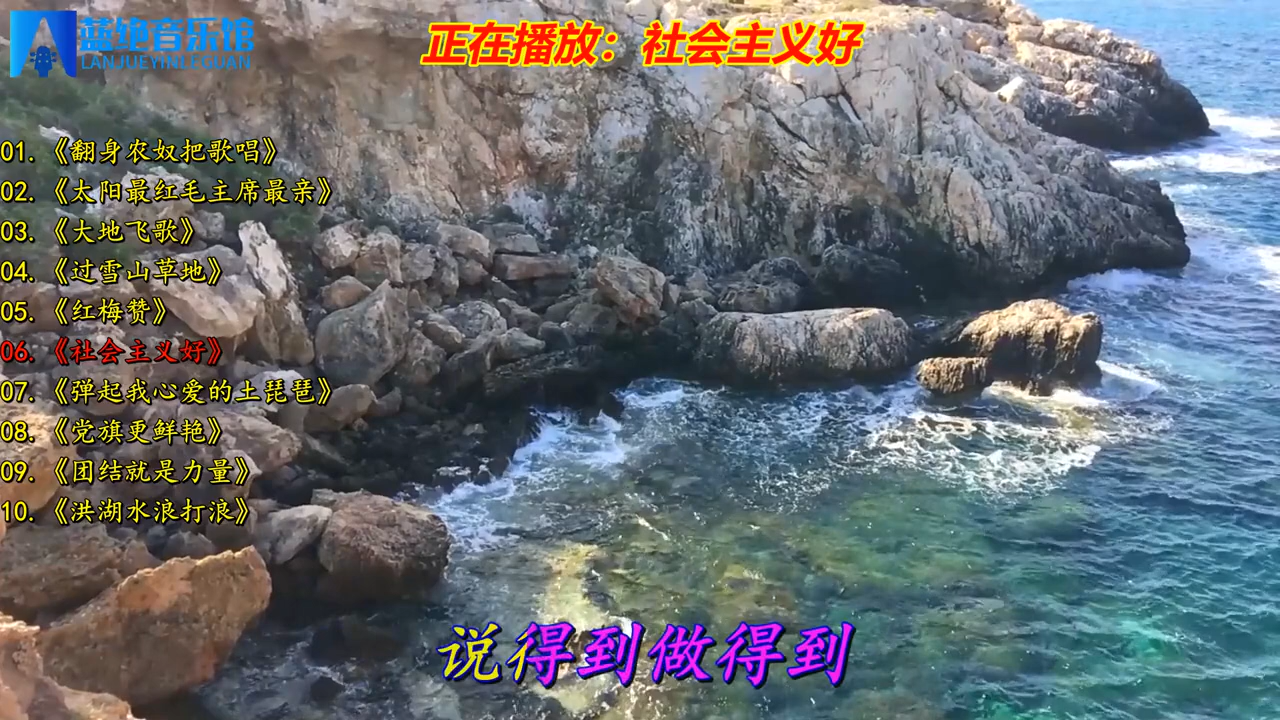 蓝绝音乐馆
LANJUEYINLEGUAN
正在播放：社会主义好
01.《翻身农奴把歌唱》
02.《太阳最红毛主席最亲》
03.《大地飞歌》
04.《过雪山草地》
05.《红梅赞》
06.《社会主义好》
07.《弹起我心爱的土琵琶》
08.《党旗更鲜艳》
09.《团结就是力量》
10.《洪湖水浪打浪》
说得到做得到